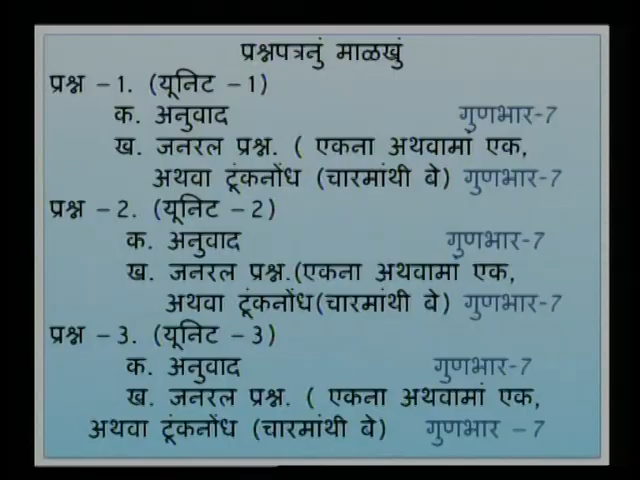 प्रश्नपत्रनुं माळखुं
प्रश्न – 1. (यूनिट – 1)
क. अनुवाद गुणभार-7
ख. जनरल प्रश्न. ( एकना अथवामां एक,
अथवा टूंकनोंध (चारमांथी बे) गुणभार-7
प्रश्न – 2. (यूनिट – 2)
क. अनुवाद गुणभार-7
ख. जनरल प्रश्न.(एकना अथवामां एक,
अथवा टूंकनोंध(चारमांथी बे) गुणभार-7
प्रश्न – 3. (यूनिट – 3)
क. अनुवाद गुणभार-7
ख. जनरल प्रश्न. ( एकना अथवामां एक,
अथवा टूंकनोंध (चारमांथी बे) गुणभार – 7